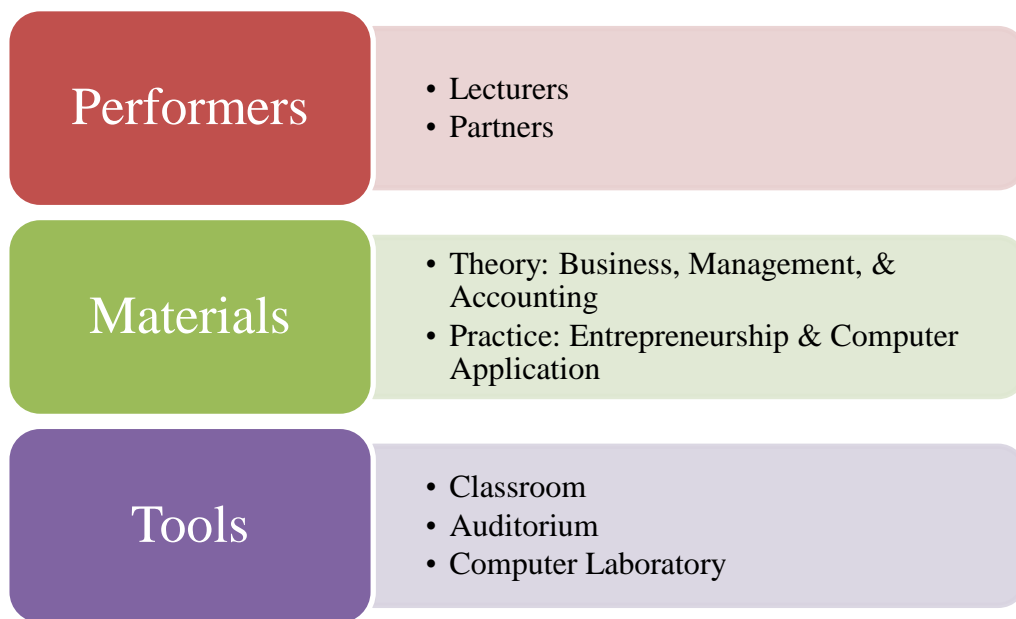 Performers
• Lecturers
• Partners
Materials
• Theory: Business, Management, &
Accounting
• Practice: Entrepreneurship & Computer
Application
Tools
• Classroom
• Auditorium
• Computer Laboratory